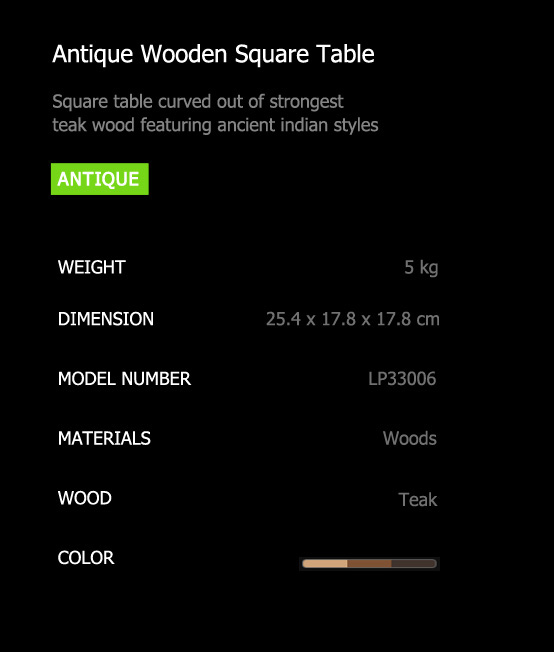 Antique Wooden Square Table
Square table curved out of strongest
teak wood featuring ancient indian styles
ANTIQUE
WEIGHT 5 kg
DIMENSION 25.4 x 17.8 x 17.8 cm
MODEL NUMBER LP33006
MATERIALS Woods
WOOD Teak
COLOR